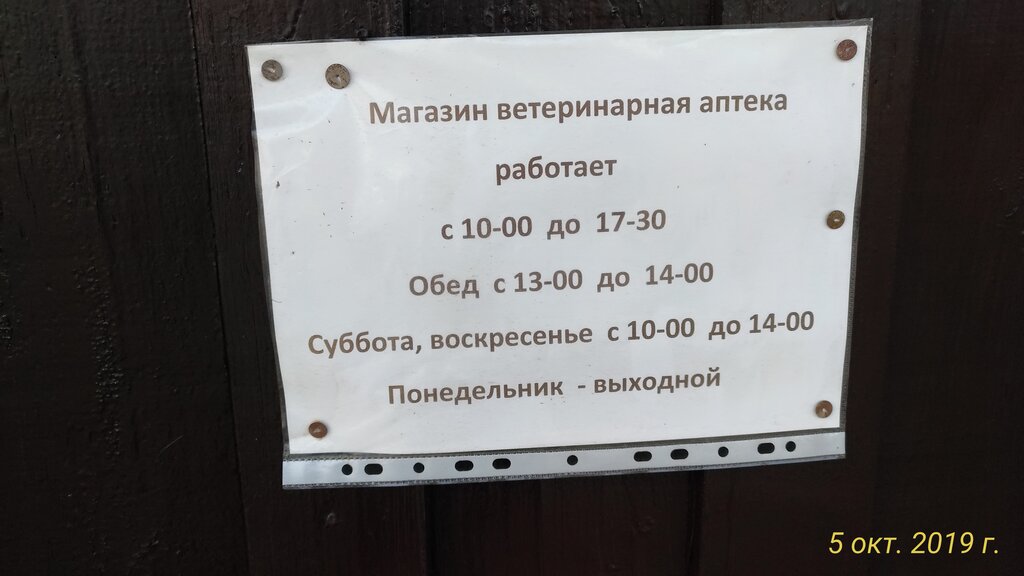 Магазин ветеринарная аптека
работает
с 10-00 до 17-30
Обед с 13-00 до 14-00
Суббота, воскресенье с 10-00 до 14-00
Понедельник - выходной
5 окт. 2019 г.